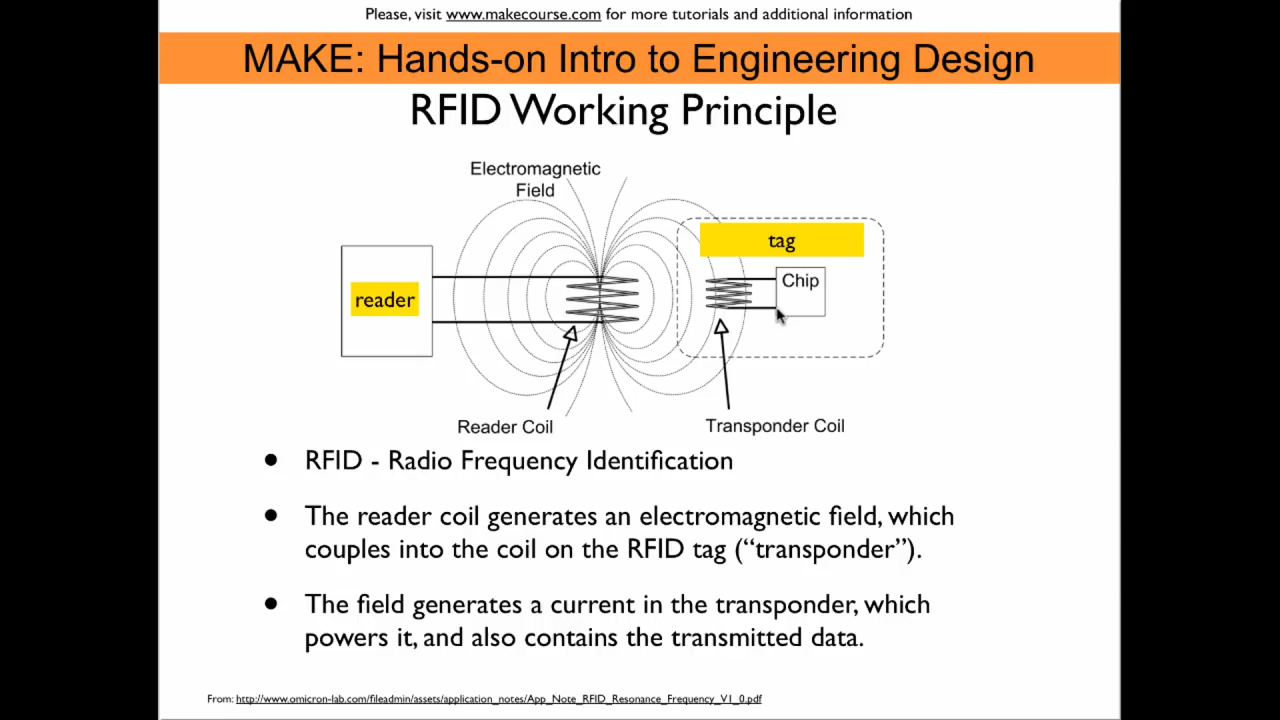 Please, visit www.makecourse.com for more tutorials and additional information
MAKE: Hands-on Intro to Engineering Design
RFID Working Principle
Electromagnetic
Field
tag
Chip
reader
Reader Coil
Transponder Coil
• RFID - Radio Frequency Identification
• The reader coil generates an electromagnetic field, which
couples into the coil on the RFID tag (“transponder”).
• The field generates a current in the transponder, which
powers it, and also contains the transmitted data.
From: http://www.omicron-lab.com/fileadmin/assets/application_notes/App_Note_RFID_Resonance_Frequency_V1_0.pdf